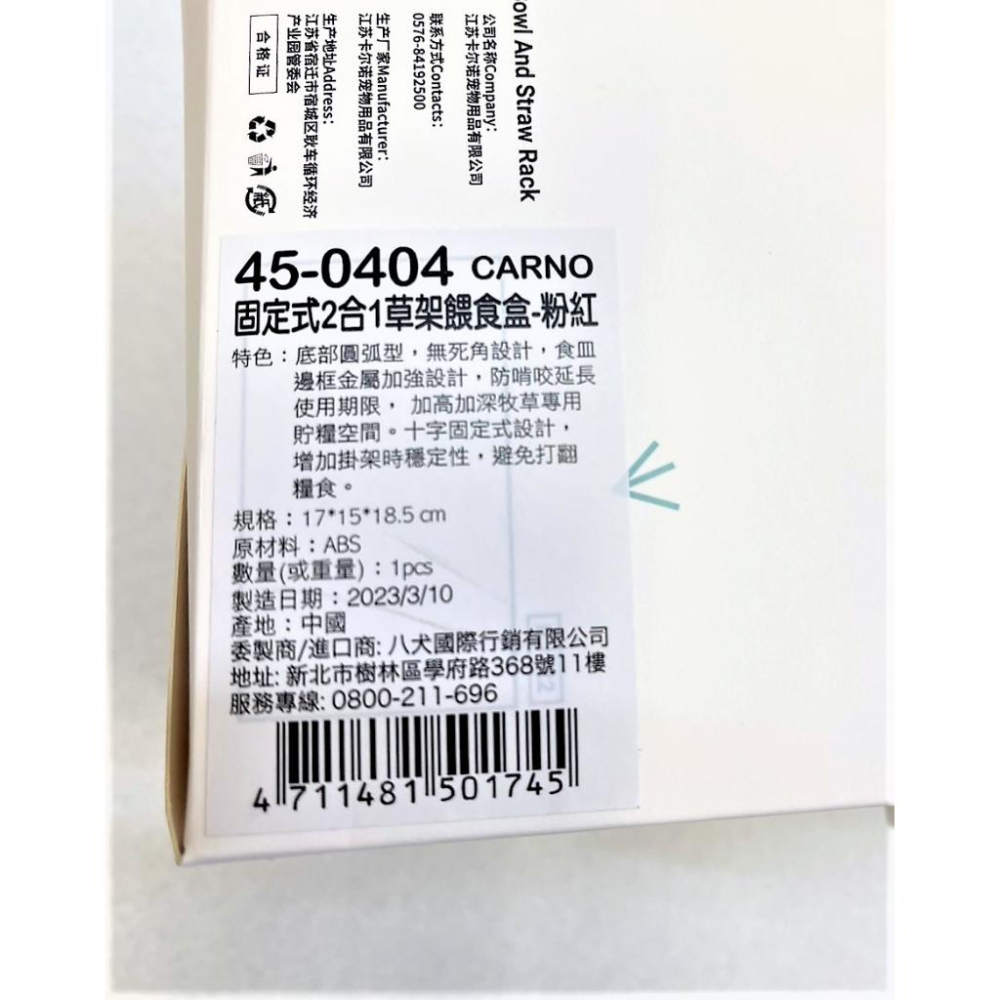 And Straw Rack
公司名称Company:
江苏卡尔诺宠物用品有限公司
联系方式Contacts:
0576-84192500
生产厂家Manufacturer:
江苏卡尔诺宠物用品有限公司
生产地址Address:
江苏省宿迁市宿城区耿车循环经济
产业园管委会
合格证
紙
45-0404 CARNO
固定式2合1草架餵食盒-粉紅
特色：底部圓弧型，無死角設計，食皿
邊框金屬加強設計，防啃咬延長
使用期限， 加高加深牧草專用
貯糧空間。十字固定式設計，
增加掛架時穩定性，避免打翻
糧食。
規格：17*15*18.5 cm
原材料：ABS
數量(或重量)：1pcs
製造日期：2023/3/10
產地：中國
委製商/進口商: 八犬國際行銷有限公司
地址: 新北市樹林區學府路368號11樓
服務專線: 0800-211-696
4 711481 501745